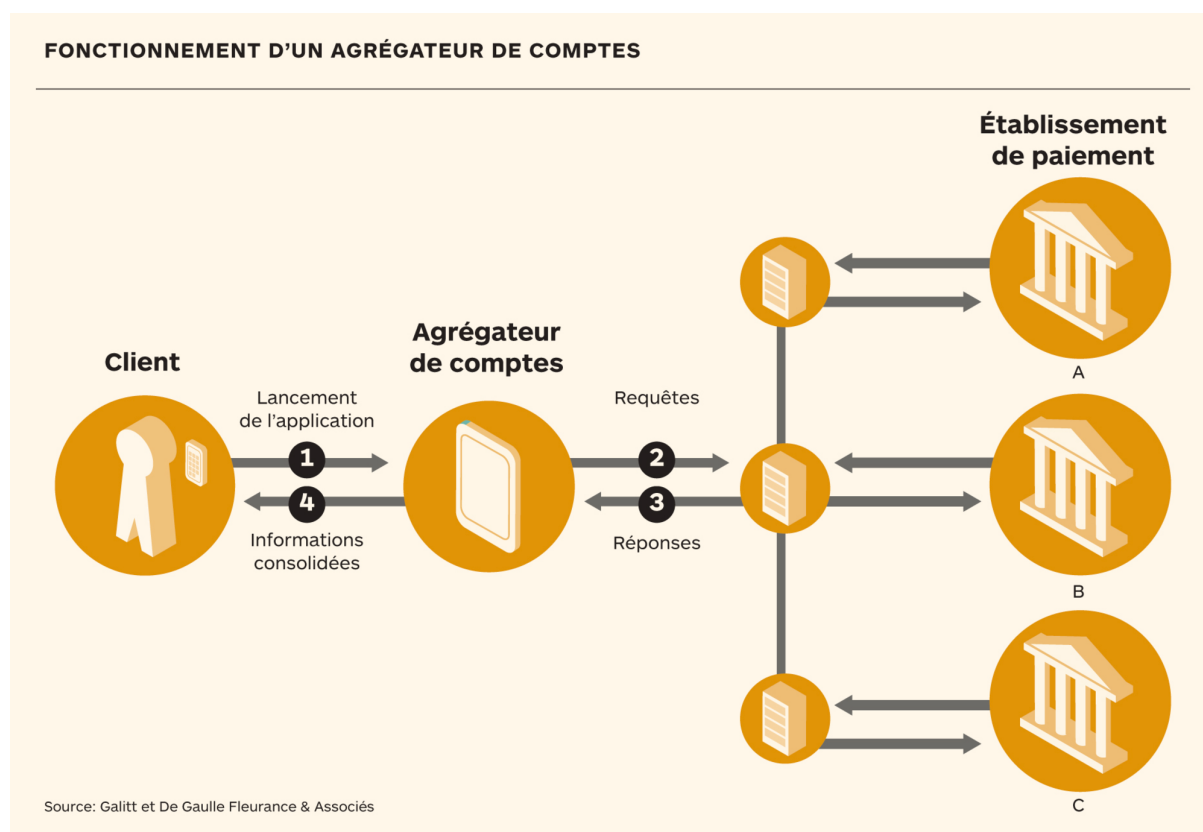 FONCTIONNEMENT D’UN AGRÉGATEUR DE COMPTES
Établissement
de paiement
Agrégateur
de comptes
Client
Lancement
de l’application
Requêtes
1
2
4
3
Informations
consolidées
Réponses
A
B
C
Source: Galitt et De Gaulle Fleurance & Associés